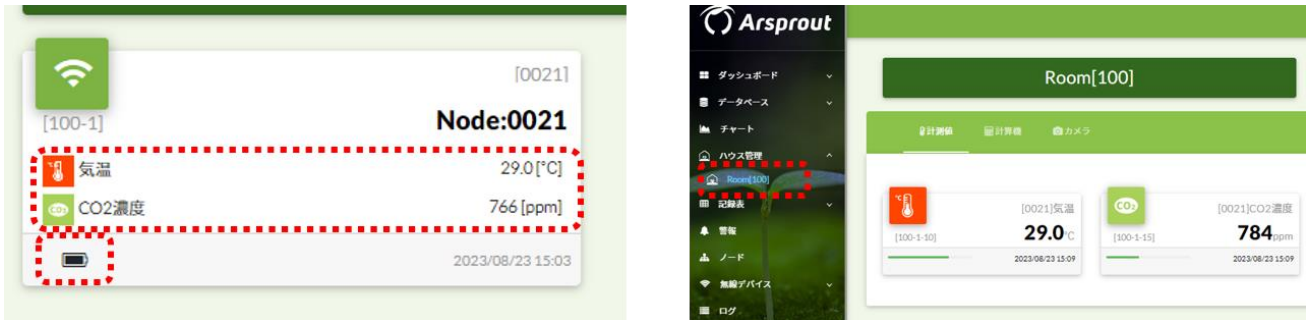 [0021]
[100-1]
Node:0021
気温
29.0[°C]
CO2濃度
766 [ppm]
2023/08/23 15:03
Arsprout
ダッシュボード
データベース
チャート
ハウス管理
Room[100]
記録表
警報
ノード
無線デバイス
ログ
Room[100]
計測値 計算機 カメラ
[0021]気温
[100-1-10]
29.0°C
2023/08/23 15:09
CO₂
[0021]CO2濃度
[100-1-15]
784ppm
2023/08/23 15:09